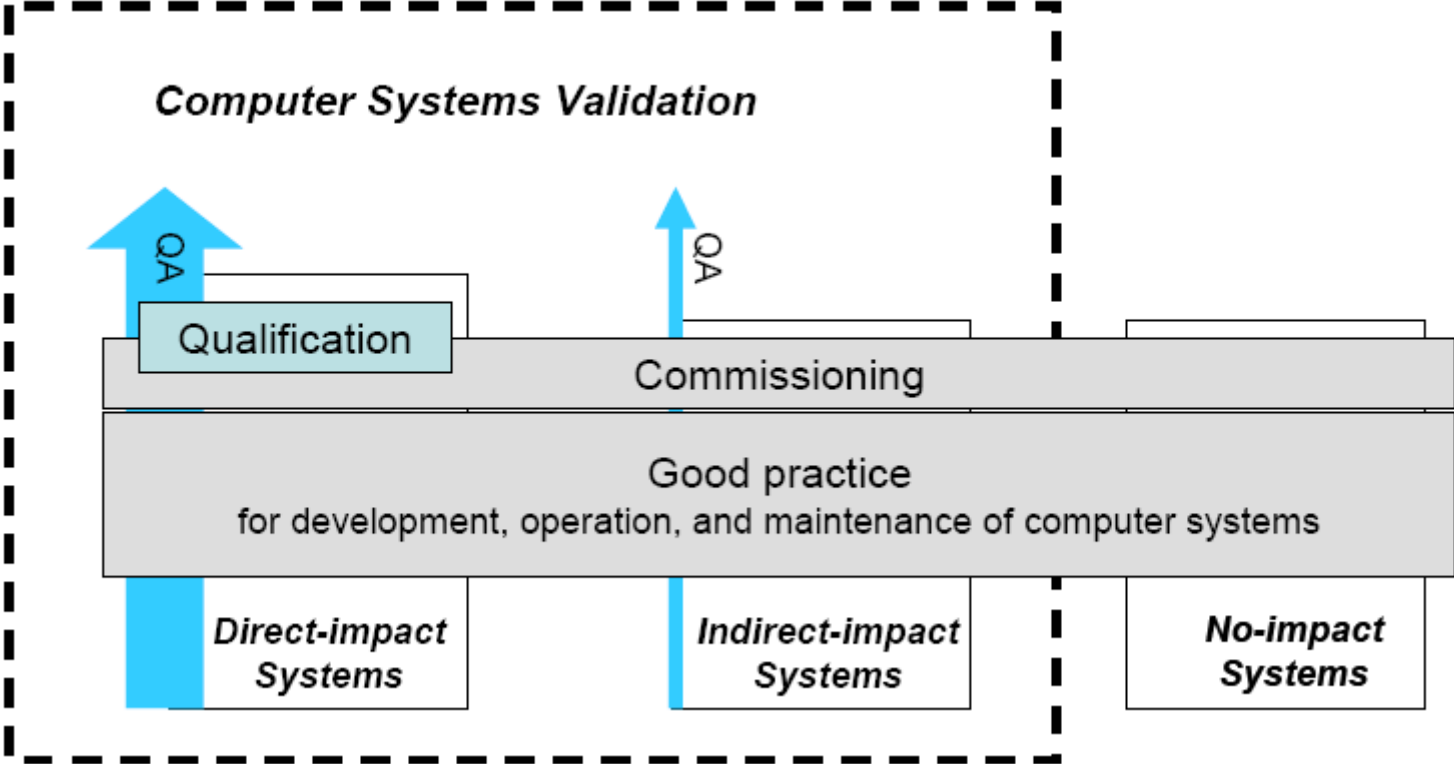 Computer Systems Validation
QA
QA
Qualification
Commissioning
Good practice
for development, operation, and maintenance of computer systems
Direct-impact
Systems
Indirect-impact
Systems
No-impact
Systems